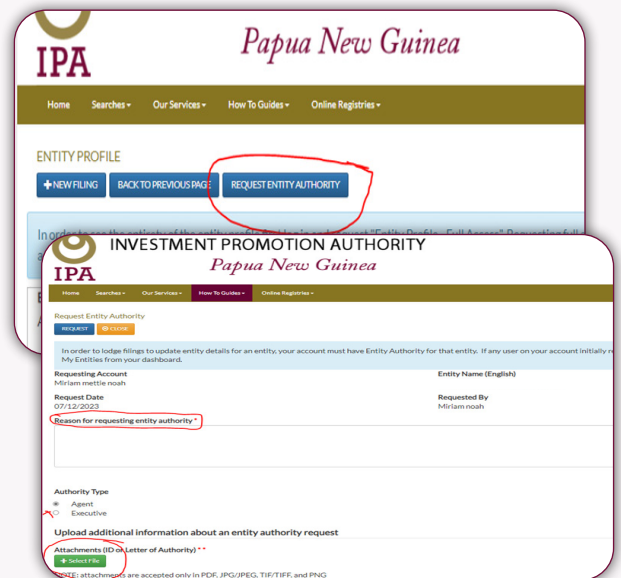 IPA
Papua New Guinea
Home Searches Our Services How To Guides Online Registries
ENTITY PROFILE
+NEW FILING BACK TO PREVIOUS PAGE REQUEST ENTITY AUTHORITY
IPA
INVESTMENT PROMOTION AUTHORITY
Papua New Guinea
Home Searches Our Services How To Guides Online Registries
Request Entity Authority
REQUEST CLOSE
In order to lodge filings to update entity details for an entity, your account must have Entity Authority for that entity. If any user on your account initially
My Entities from your dashboard.
Requesting Account Entity Name (English)
Miriam mettie noah
Request Date Requested By
07/12/2023 Miriam noah
Reason for requesting entity authority *
Authority Type
Agent
Executive
Upload additional information about an entity authority request
Attachments (ID or Letter of Authority) **
+ Select File
NOTE: attachments are accepted only in PDF, JPG/JPEG, TIF/TIFF, and PNG